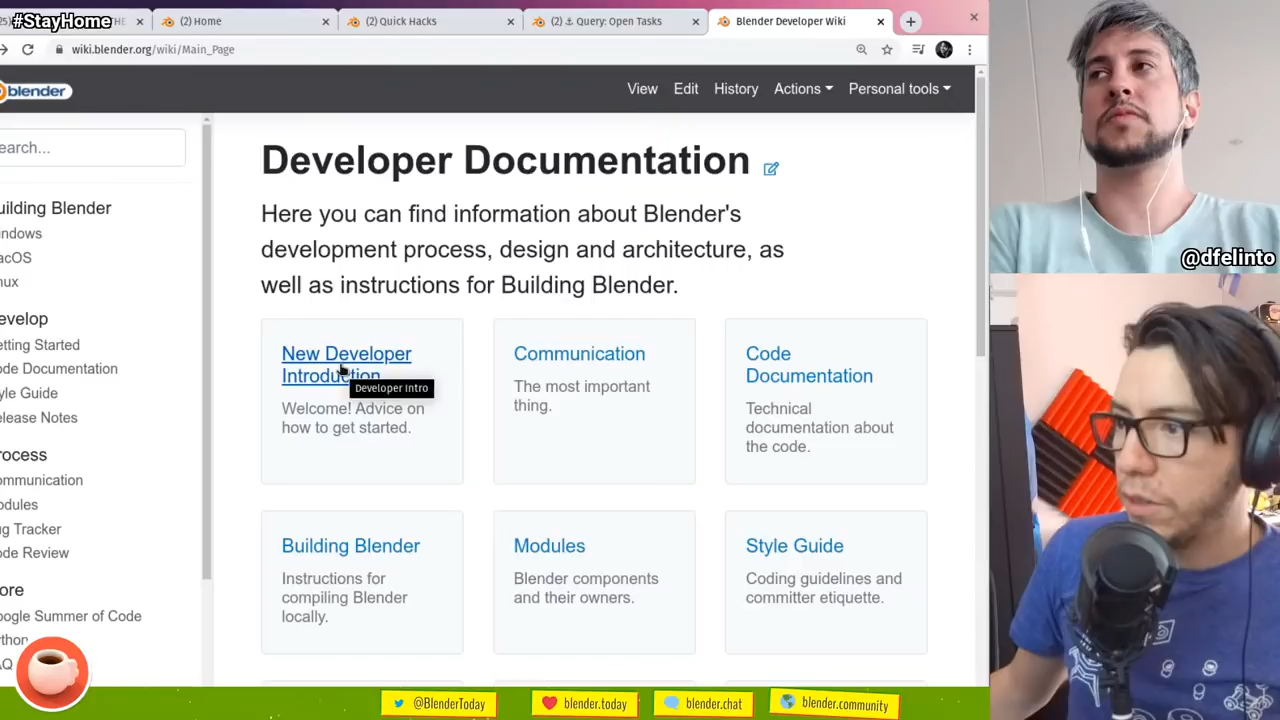 #StayHome
(2) Home
(2) Quick Hacks
(2) ⚓ Query: Open Tasks
Blender Developer Wiki
wiki.blender.org/wiki/Main_Page
blender
View
Edit
History
Actions
Personal tools
earch...
uilding Blender
indows
acOS
nux
evelop
etting Started
ode Documentation
yle Guide
elease Notes
rocess
ommunication
odules
ug Tracker
ode Review
ore
oogle Summer of Code
ython
AQ
Developer Documentation
Here you can find information about Blender's
development process, design and architecture, as
well as instructions for Building Blender.
New Developer
Introduction
Developer Intro
Welcome! Advice on
how to get started.
Communication
The most important
thing.
Code
Documentation
Technical
documentation about
the code.
Building Blender
Instructions for
compiling Blender
locally.
Modules
Blender components
and their owners.
Style Guide
Coding guidelines and
committer etiquette.
@dfelinto
@BlenderToday
blender.today
blender.chat
blender.community